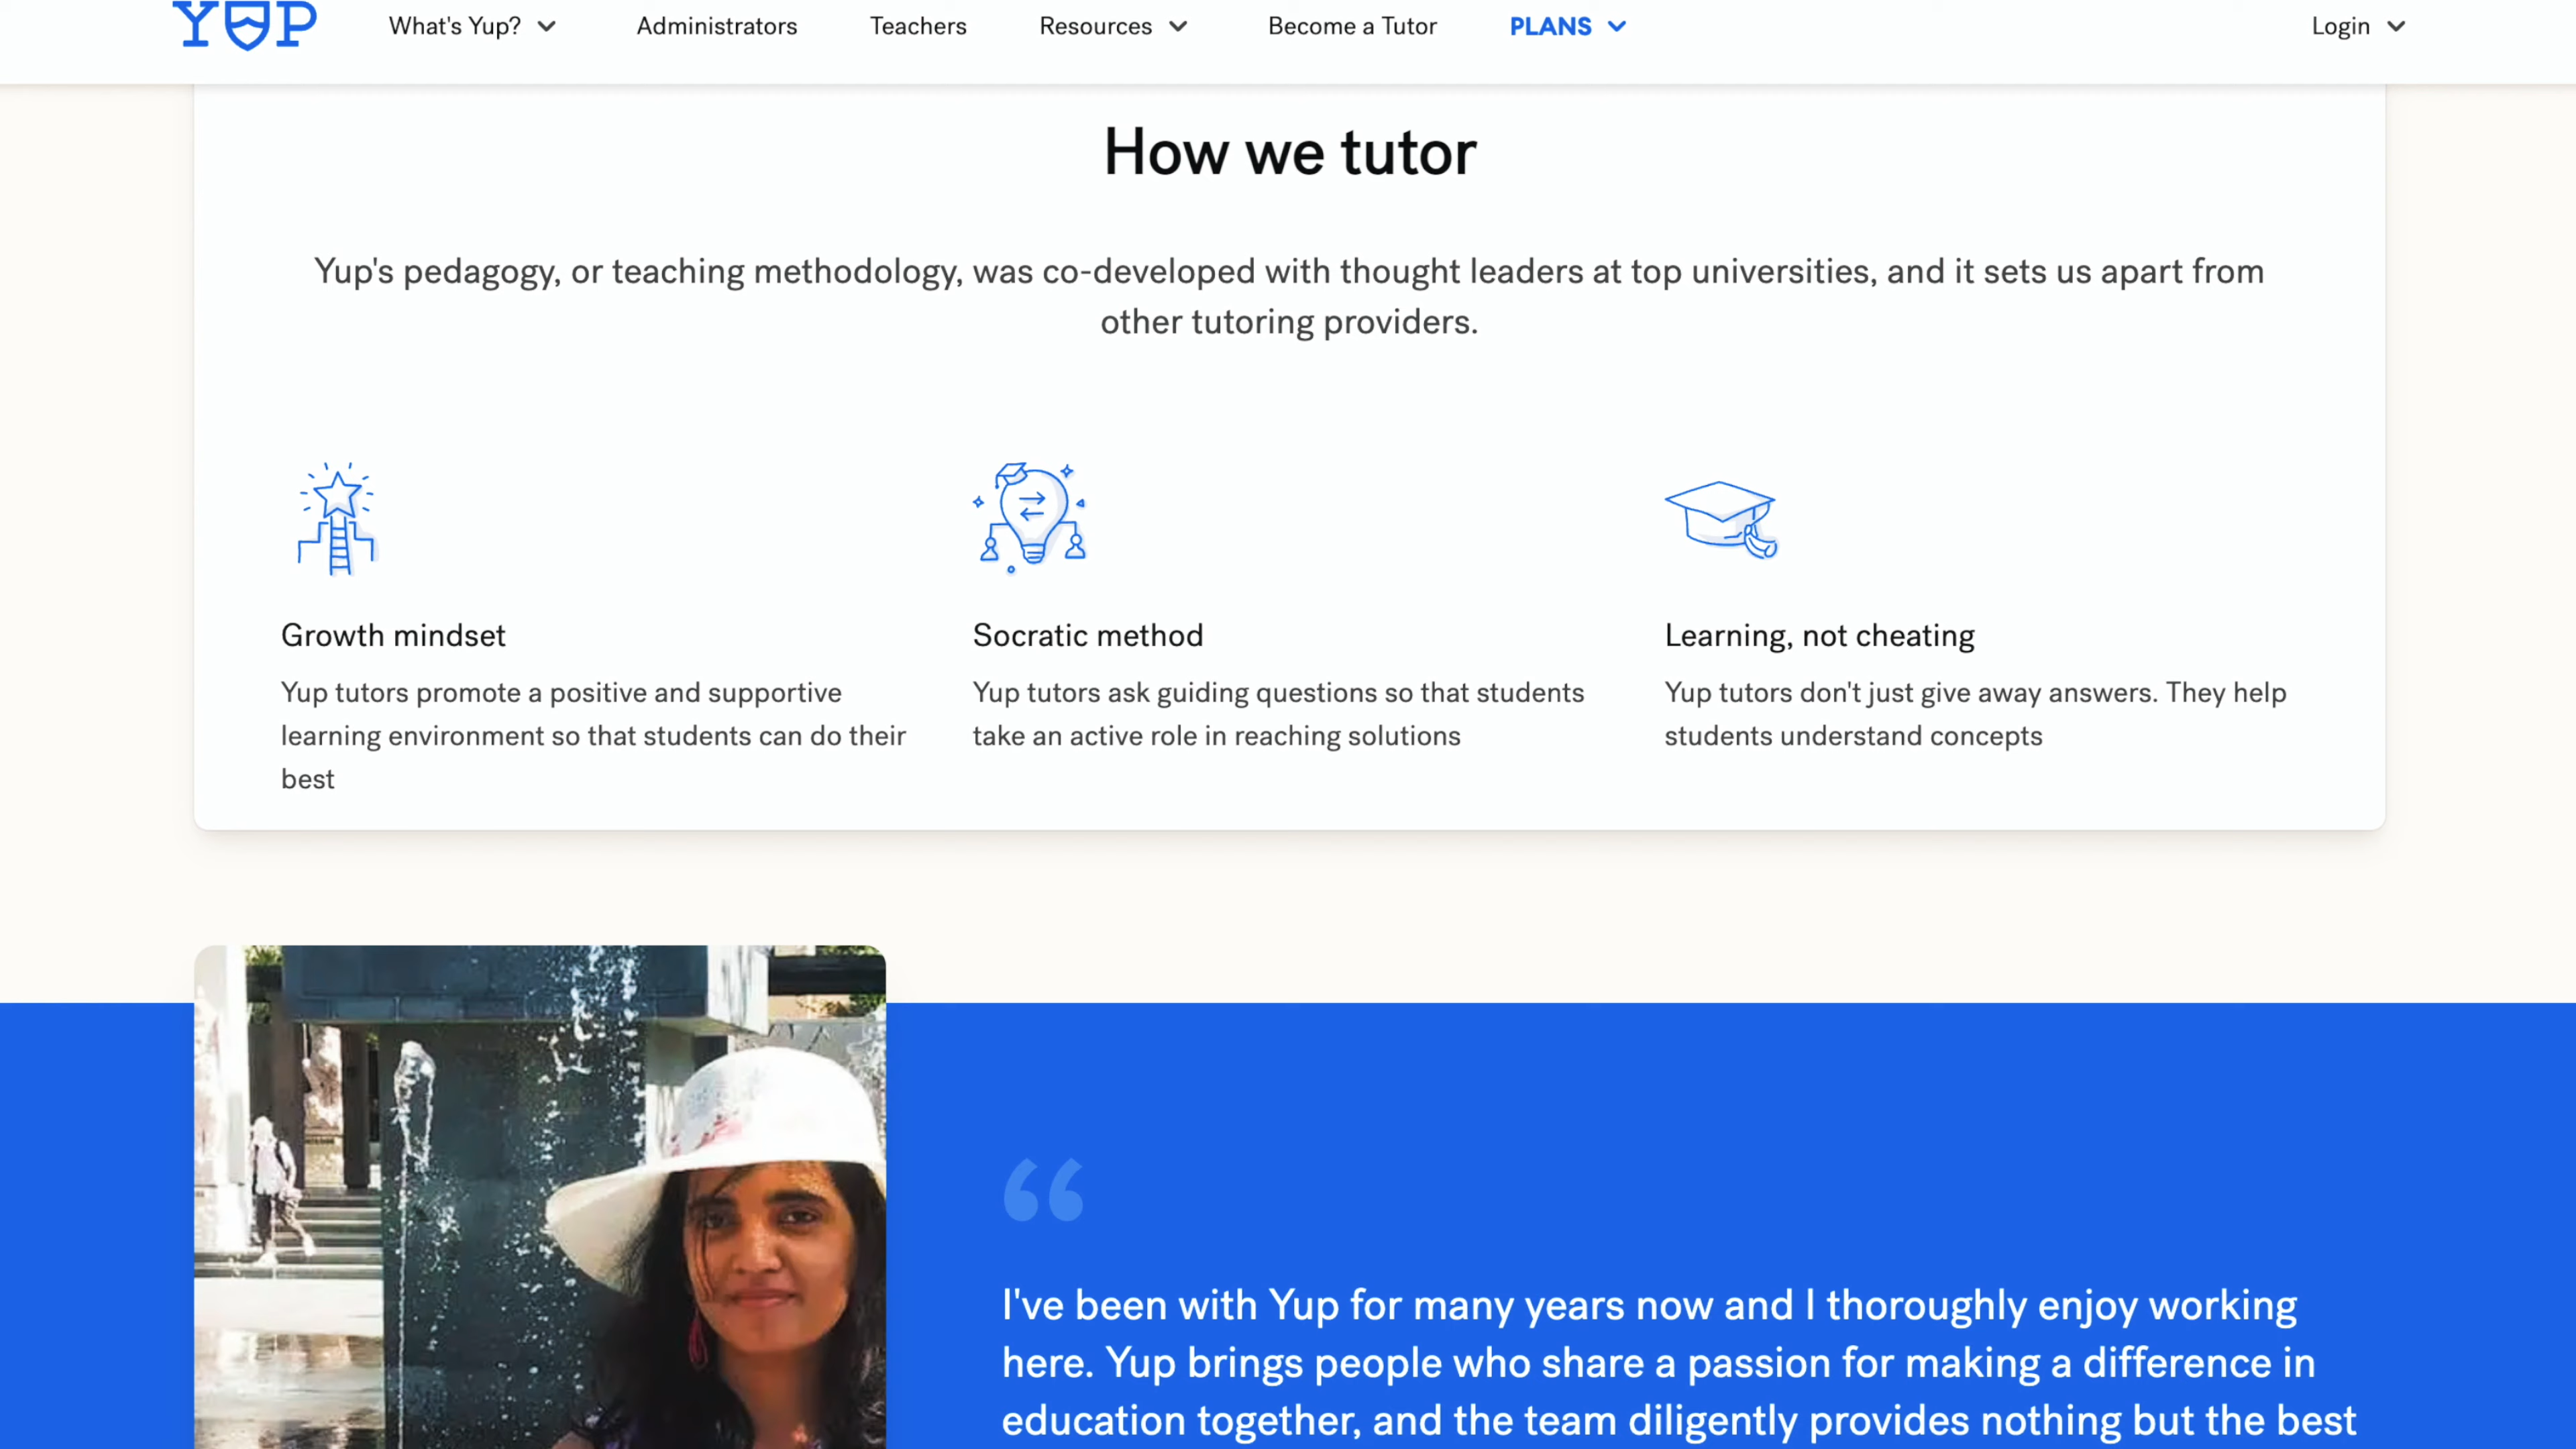 YUP What's Yup? Administrators Teachers Resources Become a Tutor PLANS Login
How we tutor
Yup's pedagogy, or teaching methodology, was co-developed with thought leaders at top universities, and it sets us apart from
other tutoring providers.
Growth mindset
Yup tutors promote a positive and supportive
learning environment so that students can do their
best
Socratic method
Yup tutors ask guiding questions so that students
take an active role in reaching solutions
Learning, not cheating
Yup tutors don't just give away answers. They help
students understand concepts
“
I've been with Yup for many years now and I thoroughly enjoy working
here. Yup brings people who share a passion for making a difference in
education together, and the team diligently provides nothing but the best